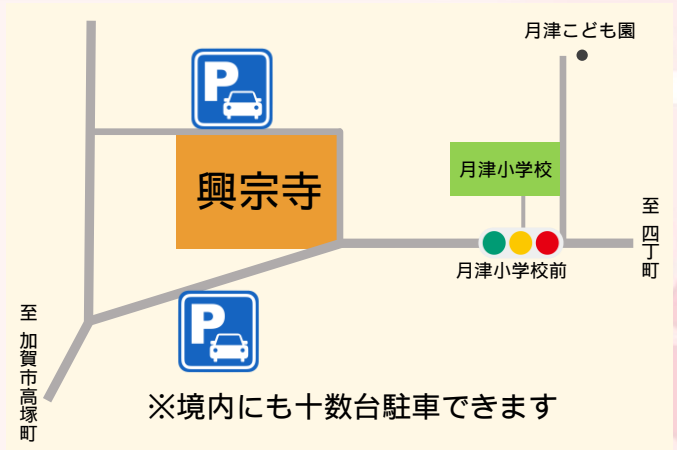 月津こども園
P
興宗寺
月津小学校
至 四丁町
月津小学校前
P
至 加賀市高塚町
※境内にも十数台駐車できます